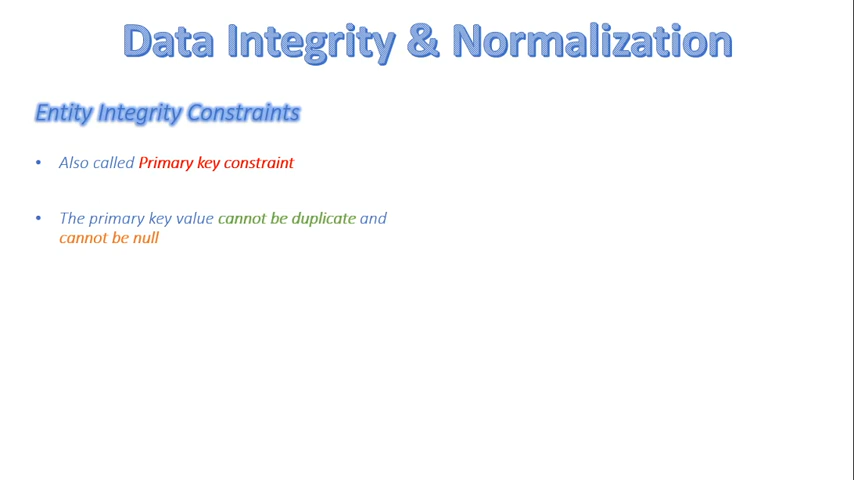 Data Integrity & Normalization
Entity Integrity Constraints
• Also called Primary key constraint
• The primary key value cannot be duplicate and
cannot be null